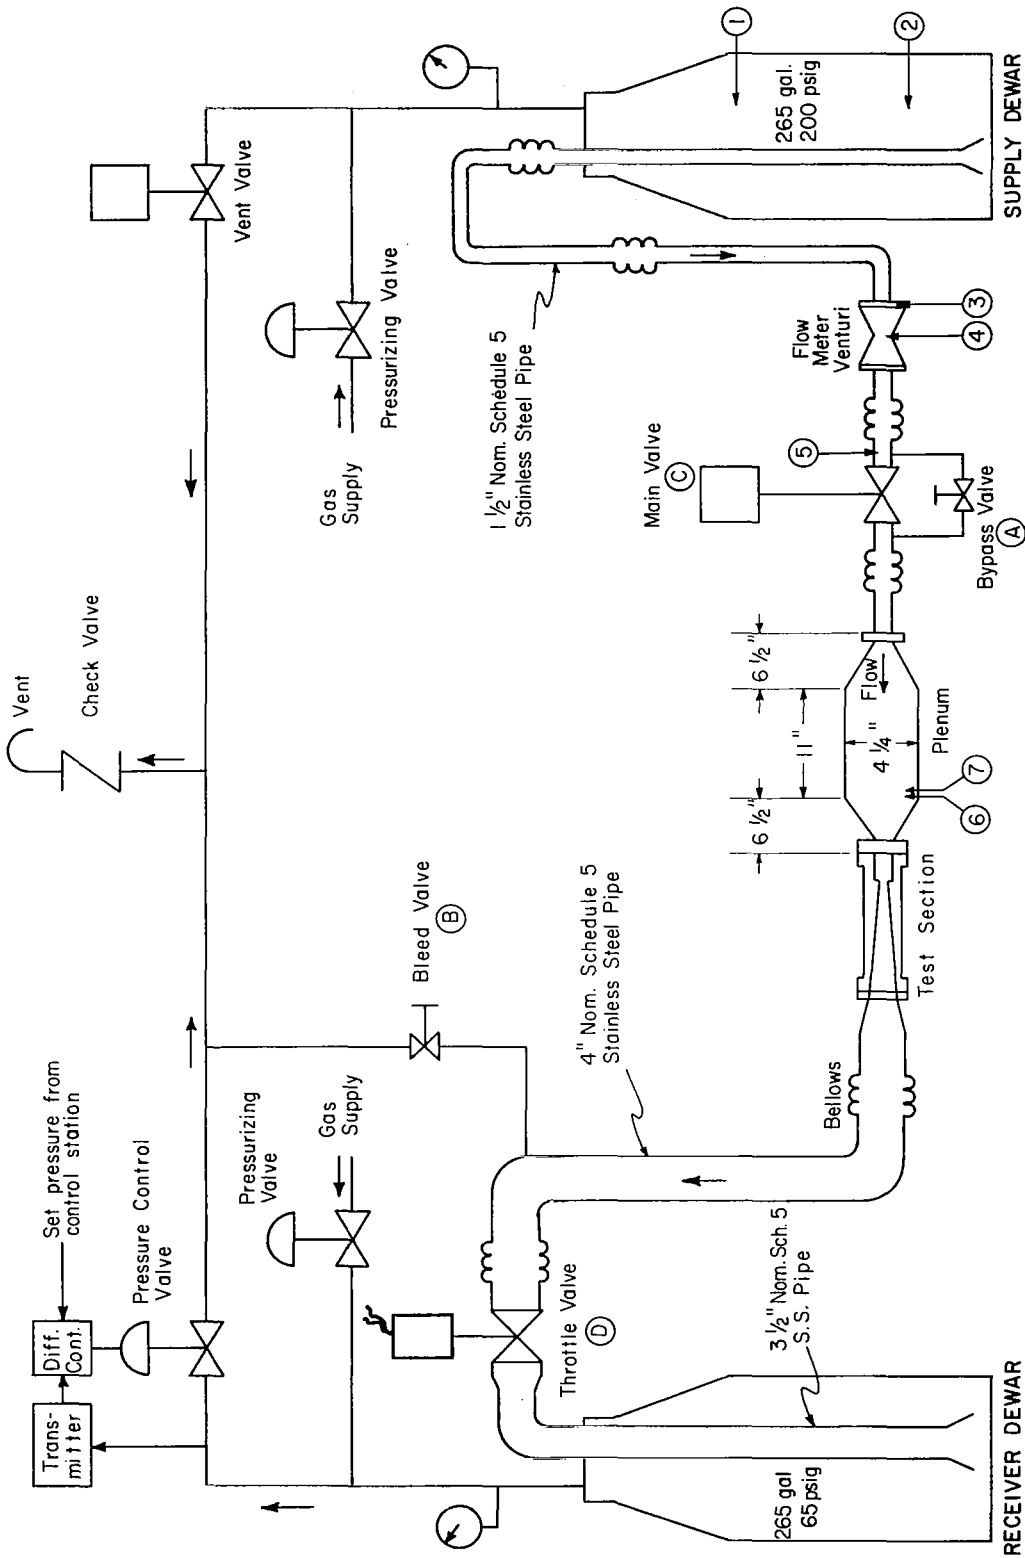 Set pressure from
control station
Trans-
mitter
Diff.
Cont.
Pressure Control
Valve
Vent
Check Valve
Vent Valve
Pressurizing
Valve
Gas
Supply
Bleed Valve
B
Gas
Supply
Pressurizing Valve
1 ½" Nom. Schedule 5
Stainless Steel Pipe
4" Nom. Schedule 5
Stainless Steel Pipe
Throttle Valve
D
3 ½" Nom. Sch. 5
S.S. Pipe
Bellows
Test Section
6 ½"
11"
6 ½"
4 ¼"
Flow
Plenum
6
7
Main Valve
C
5
Bypass Valve
A
Flow
Meter
Venturi
3
4
265 gal
65 psig
RECEIVER DEWAR
265 gal.
200 psig
1
2
SUPPLY DEWAR